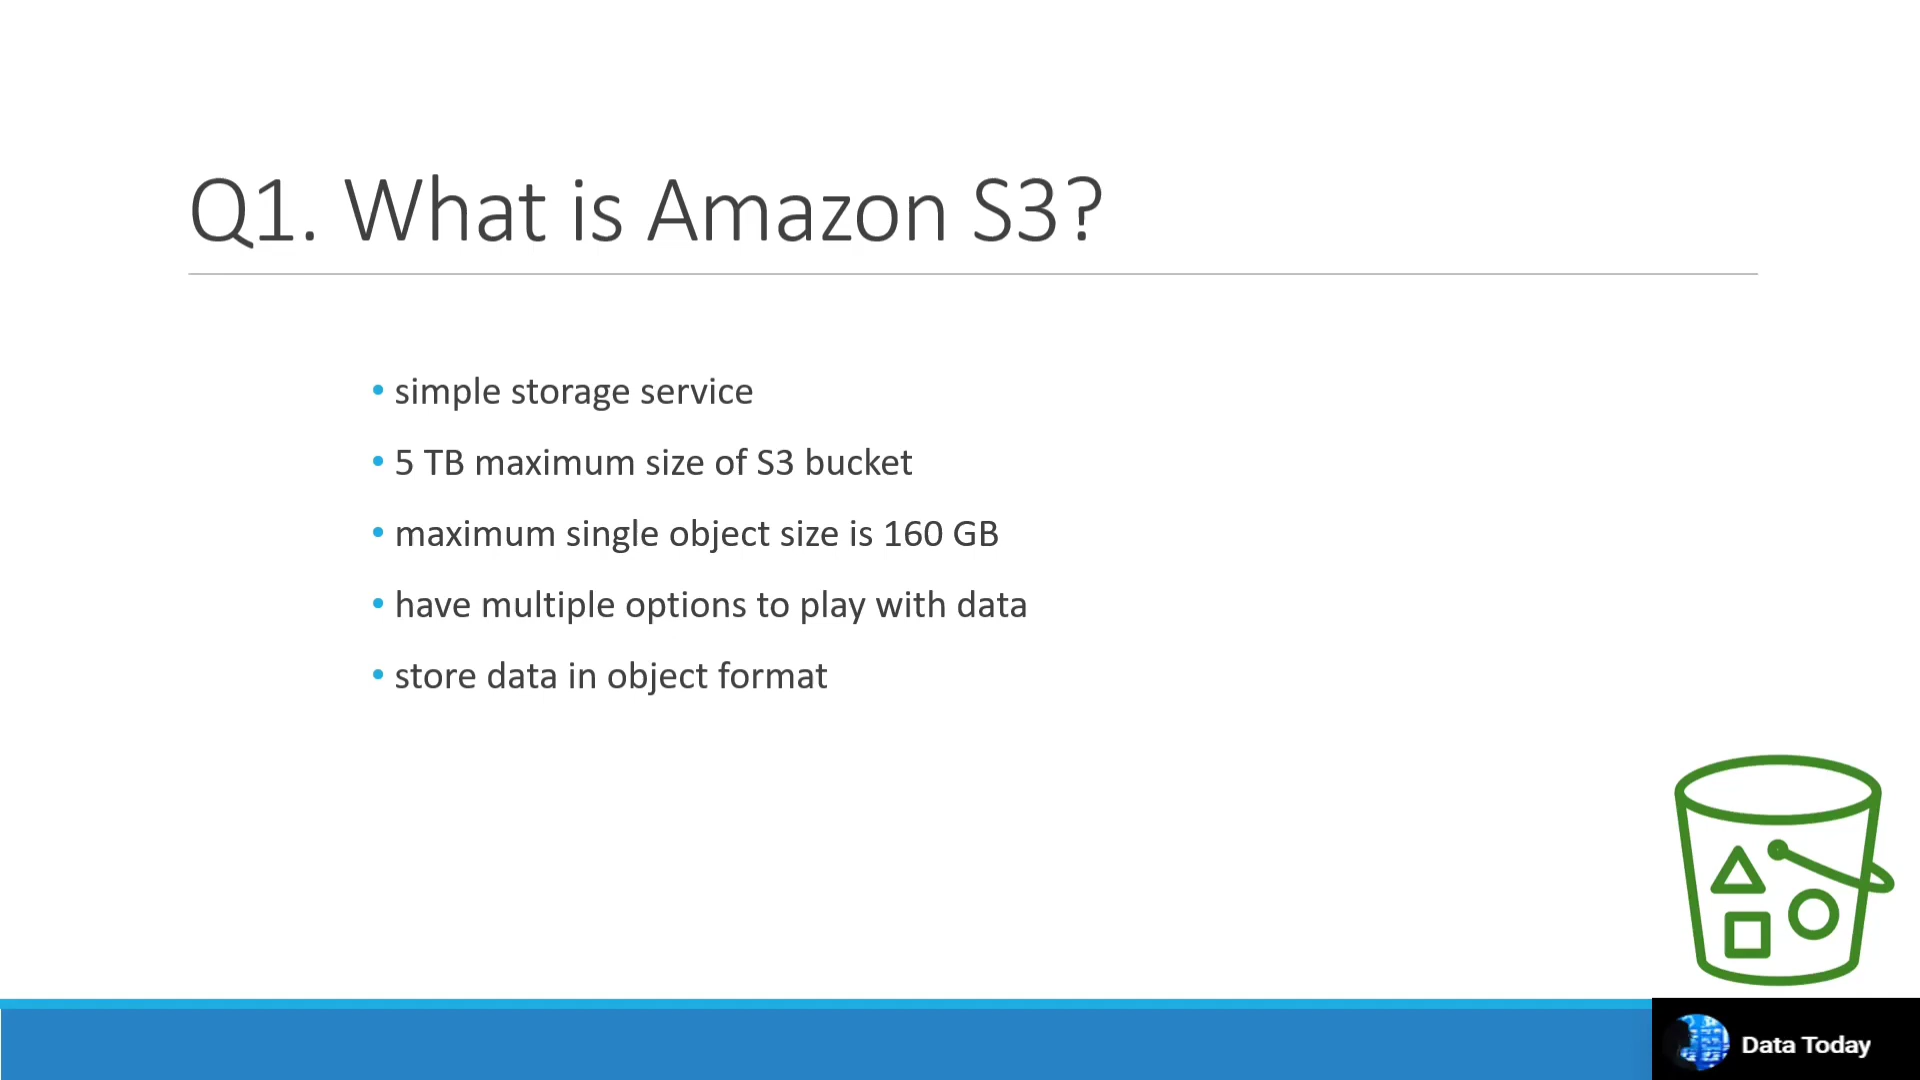 Q1. What is Amazon S3?
• simple storage service
• 5 TB maximum size of S3 bucket
• maximum single object size is 160 GB
• have multiple options to play with data
• store data in object format
Data Today